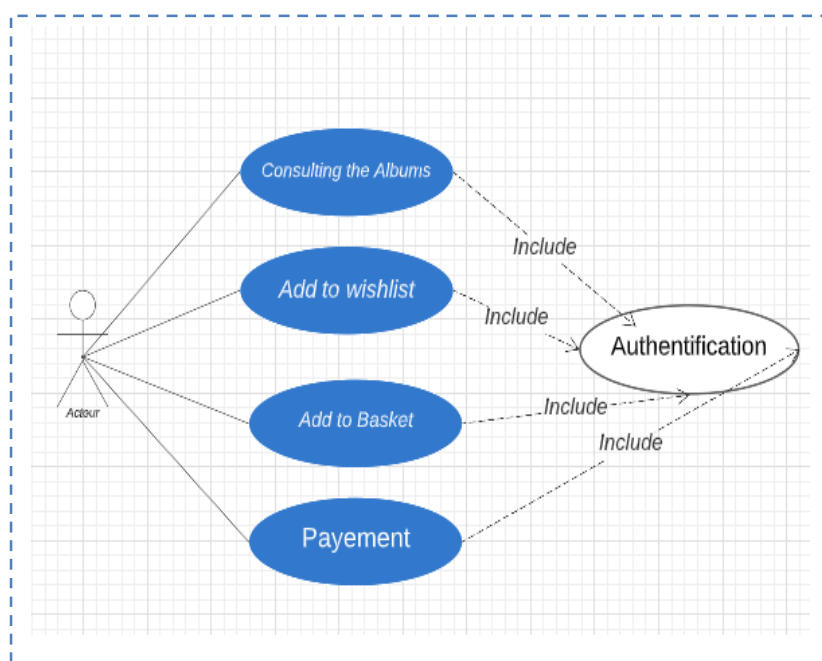 Consulting the Albums
Include
Add to wishlist
Include
Authentification
Acteur
Add to Basket
Include
Include
Payement